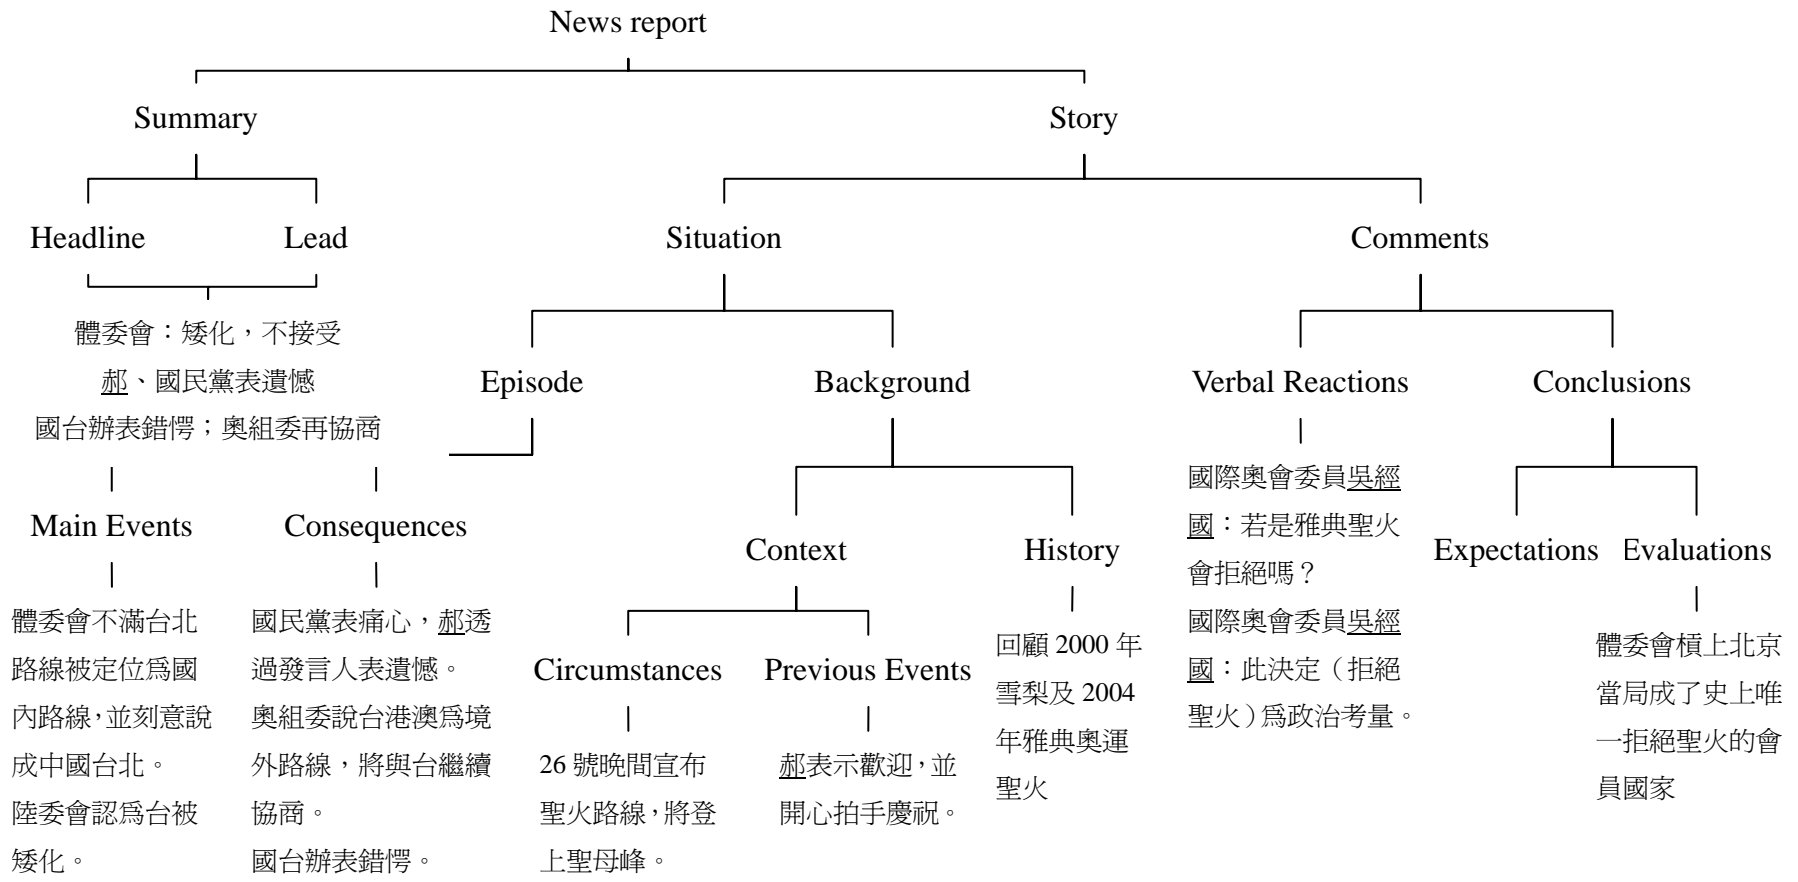 News report
Summary
Story
Headline
Lead
Situation
Comments
體委會：矮化，不接受
郝、國民黨表遺憾
國台辦表錯愕；奧組委再協商
Episode
Background
Verbal Reactions
Conclusions
Main Events
Consequences
Context
History
國際奧會委員吳經
國：若是雅典聖火
會拒絕嗎？
國際奧會委員吳經
國：此決定（拒絕
聖火）為政治考量。
Expectations
Evaluations
體委會不滿台北
路線被定位為國
內路線，並刻意說
成中國台北。
陸委會認為台被
矮化。
國民黨表痛心，郝透
過發言人表遺憾。
奧組委說台港澳為境
外路線，將與台繼續
協商。
國台辦表錯愕。
Circumstances
Previous Events
回顧 2000 年
雪梨及 2004
年雅典奧運
聖火
體委會槓上北京
當局成了史上唯
一拒絕聖火的會
員國家
26 號晚間宣布
聖火路線，將登
上聖母峰。
郝表示歡迎，並
開心拍手慶祝。